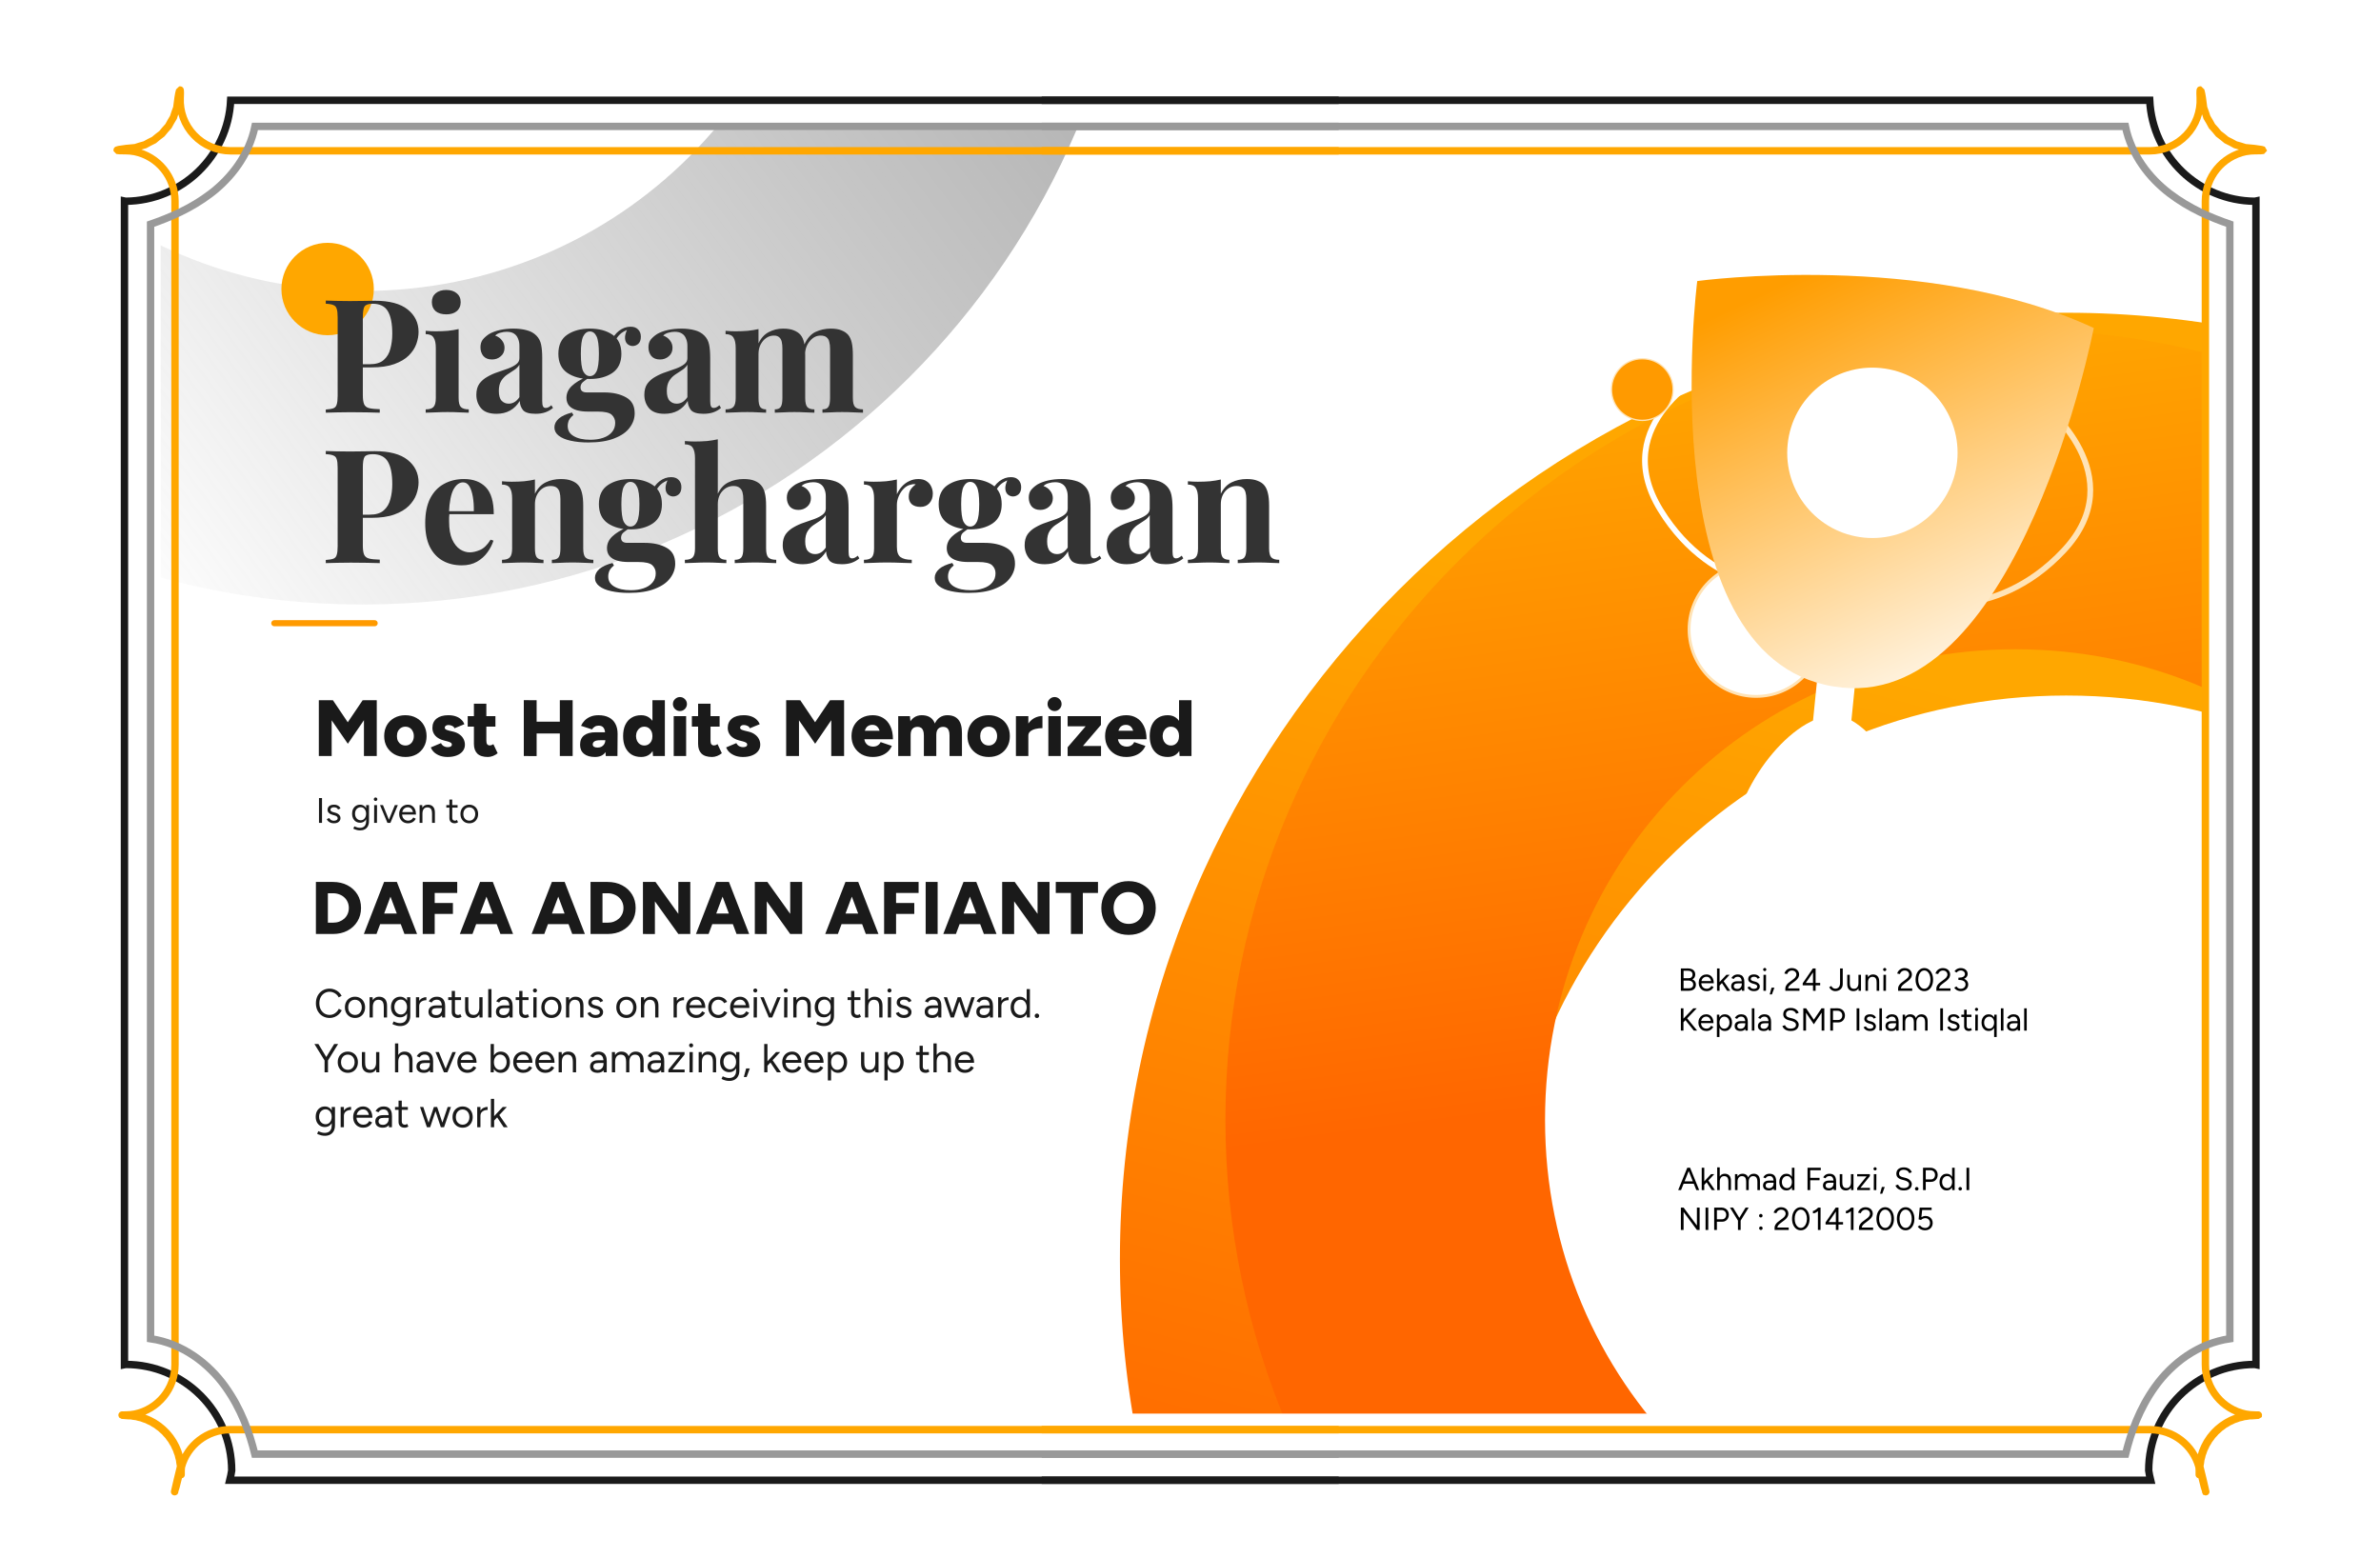 Piagam
Penghargaan
Most Hadits Memorized
Is given to
DAFA ADNAN AFIANTO
Congratulations on receiving this award.
You have been amazing, keep up the
great work
Bekasi, 24 Juni 2023
Kepala SMP Islam Istiqlal
Akhmad Fauzi, S.Pd.I
NIPY : 201412005